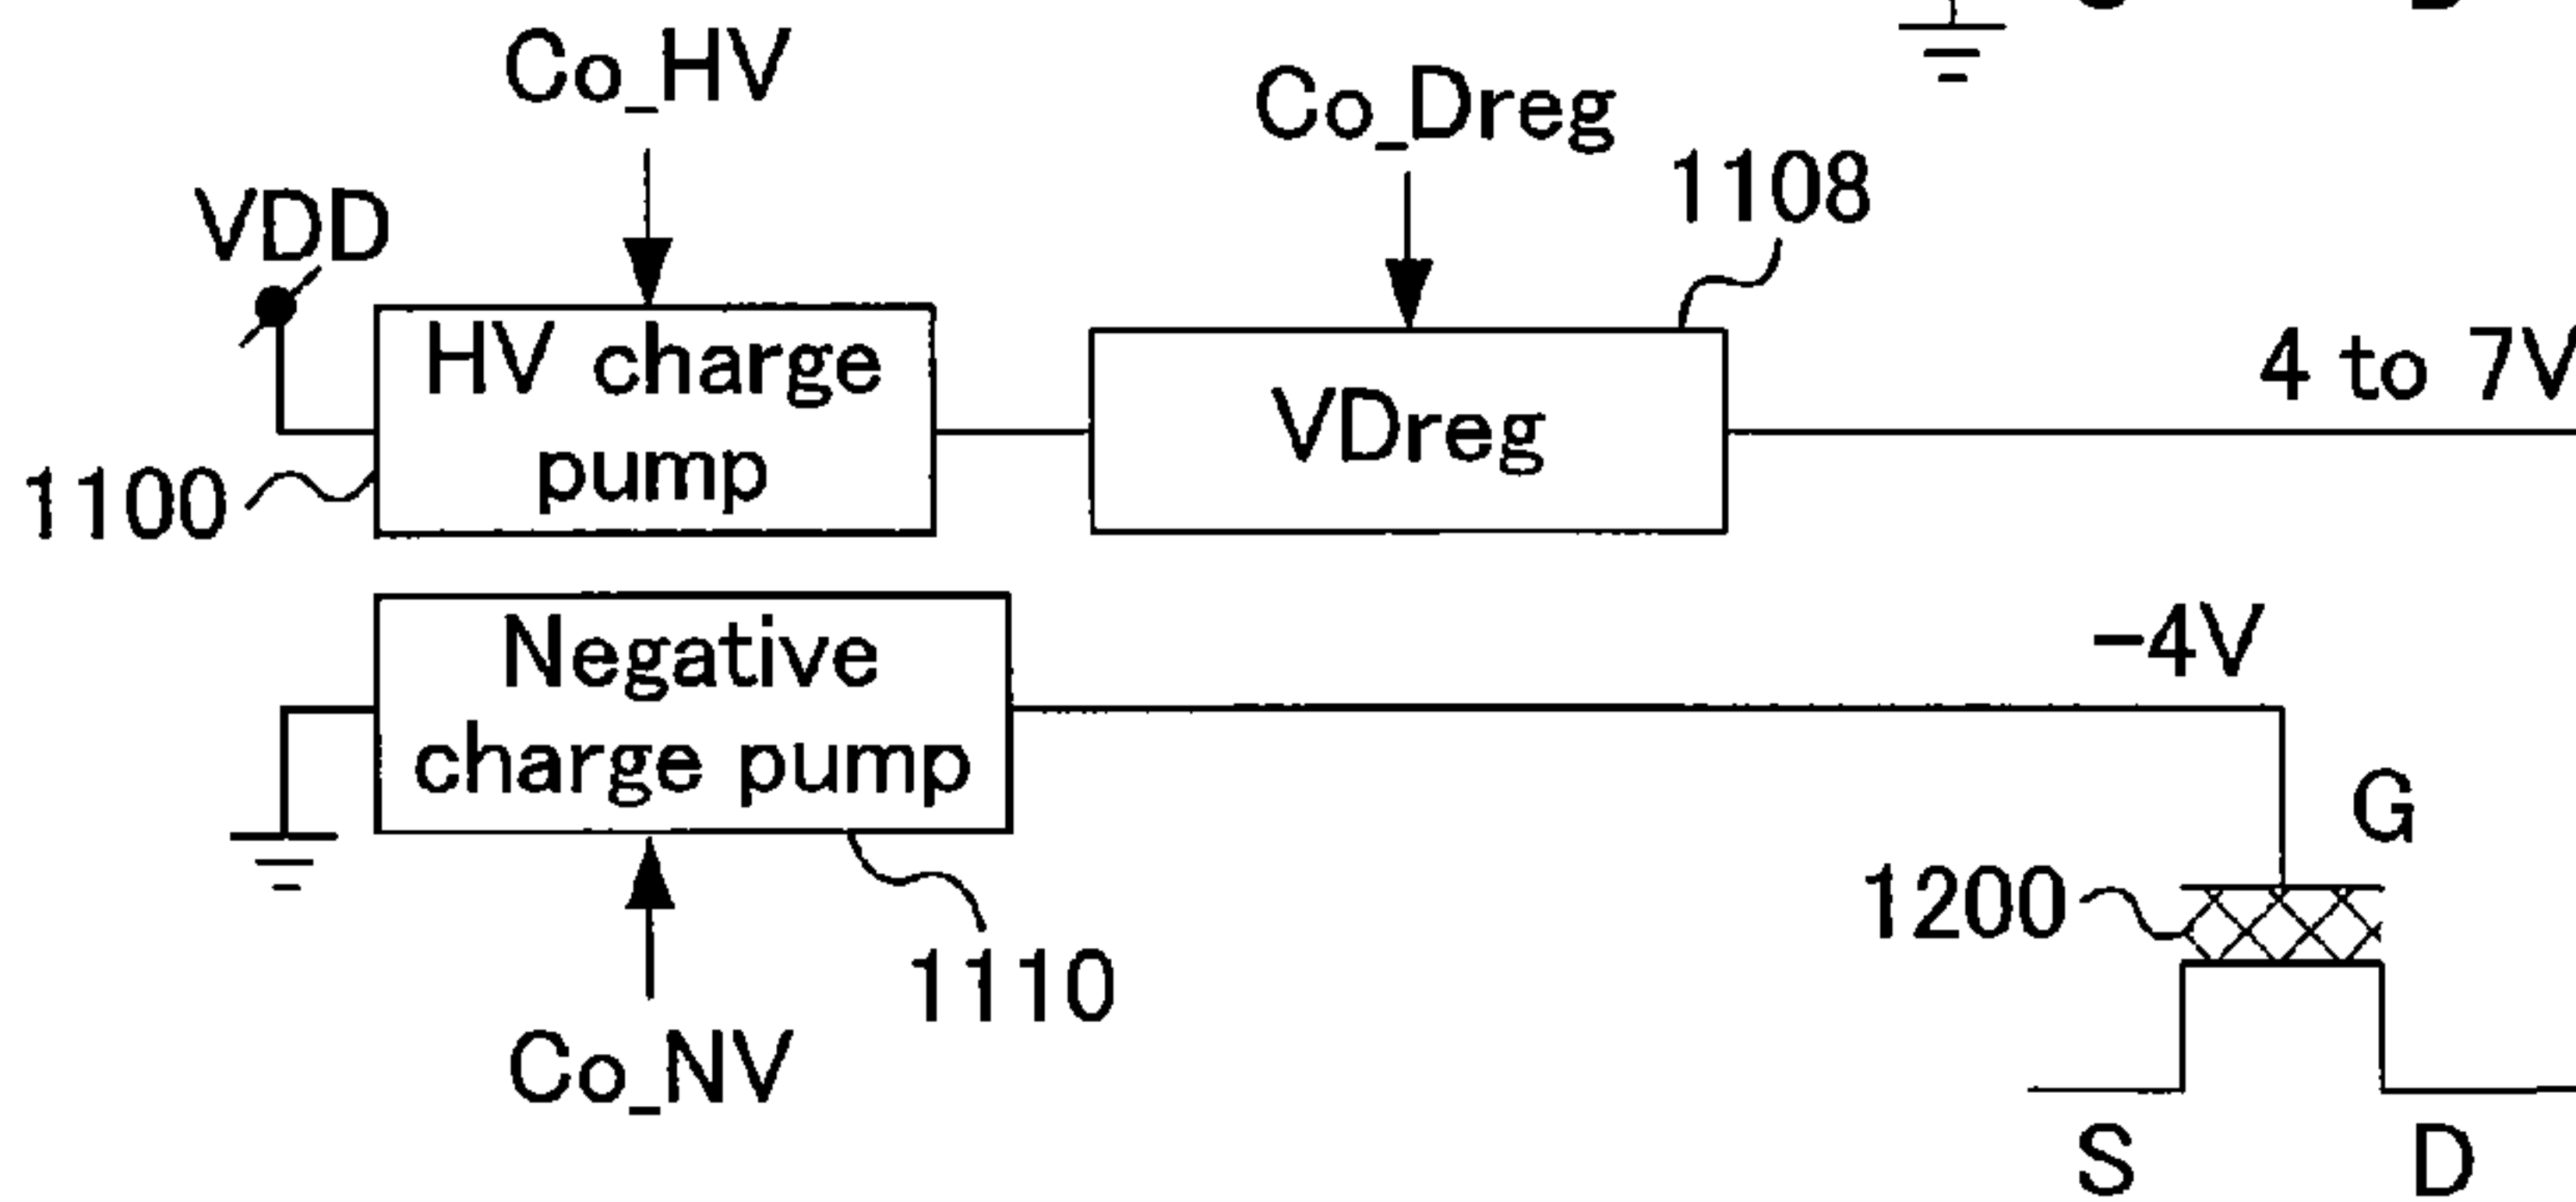 Co_HV
Co_Dreg
1108
VDD
HV charge
pump
VDreg
4 to 7V
1100
Negative
charge pump
-4V
G
1200
1110
Co_NV
S
D